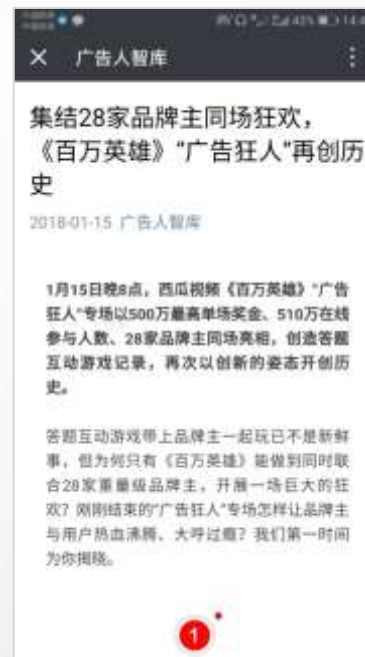 广告人智库
集结28家品牌主同场狂欢，
《百万英雄》“广告狂人”再创历
史
2018-01-15 广告人智库
1月15日晚8点，西瓜视频《百万英雄》“广告
狂人”专场以500万最高单场奖金、510万在线
参与人数、28家品牌主同场亮相，创造答题
互动游戏记录，再次以创新的姿态开创历
史。
答题互动游戏带上品牌主一起玩已不是新鲜
事，但为何只有《百万英雄》能做到同时联
合28家重量级品牌主，开展一场巨大的狂
欢？刚刚结束的“广告狂人”专场怎样让品牌主
与用户热血沸腾、大呼过瘾？我们第一时间
为你揭晓。
1